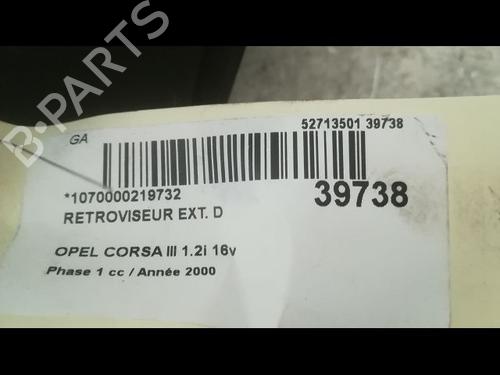 B-PARTS
52713501 39738
GA
*1070000219732
39738
RETROVISEUR EXT. D
OPEL CORSA III 1.2i 16v
Phase 1 cc / Année 2000